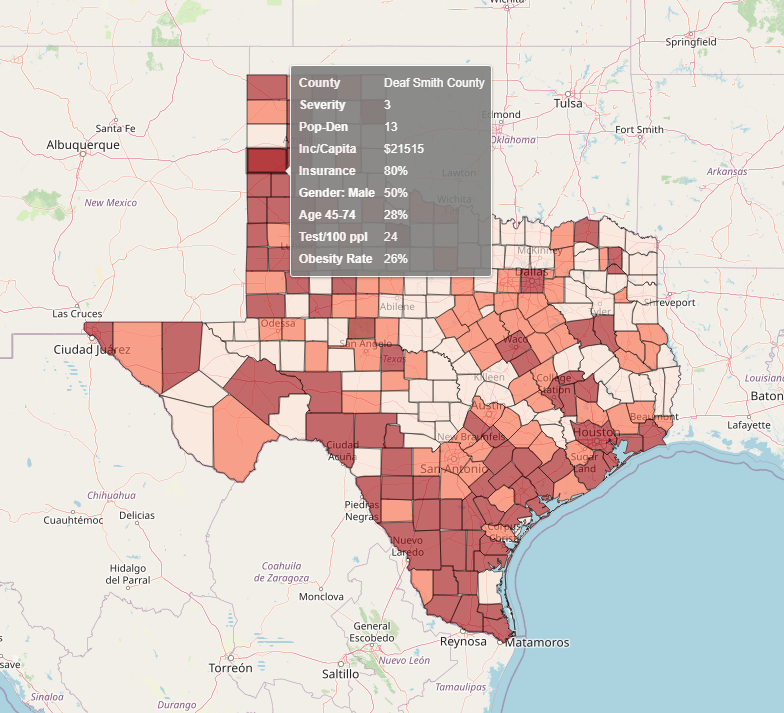 Wichita
Springfield
Santa Fe
Albuquerque
New Mexico
County Deaf Smith County
Severity 3
Pop-Den 13
Inc/Capita $21515
Insurance 80%
Gender: Male 50%
Age 45-74 28%
Test/100 ppl 24
Obesity Rate 26%
Edmond
Tulsa
Oklahoma
Fort Smith
Arkansas
Lawton
Wichita
McKinney
Dallas
Las Cruces
Ciudad Juárez
Odessa
Abilene
San Angelo
Texas
Tyler
Shreveport
Waco
Killeen
College
Station
Louisiana
Baton
Austin
Beaumont
Lafayette
New Braunfels
Houston
Sugar
Land
San Antonio
Ciudad
Acuña
Chihuahua
Cuauhtémoc
Delicias
Piedras
Negras
Corpus
Christi
Nuevo
Laredo
Hidalgo
del Parral
Coahuila
de Zaragoza
Monclova
General
Escobedo
Reynosa
Matamoros
Nuevo León
Torreón
Saltillo
Tamaulipas
Sinaloa
Durango
save